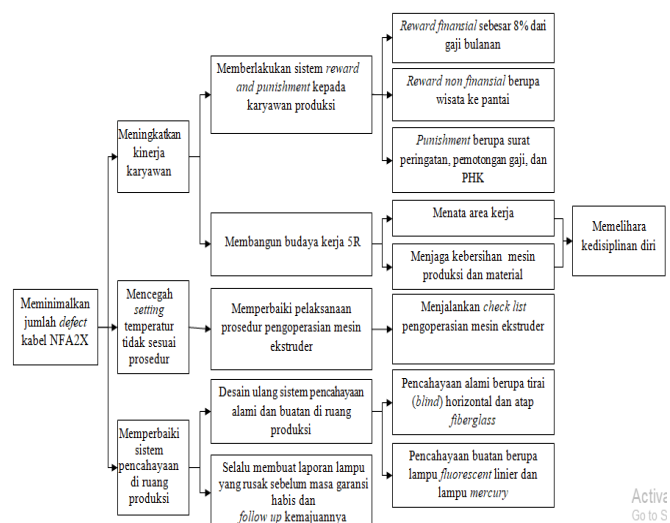 Reward finansial sebesar 8% dari
gaji bulanan
Memberlakukan sistem reward
and punishment kepada
karyawan produksi
Reward non finansial berupa
wisata ke pantai
Meningkatkan
kinerja
karyawan
Punishment berupa surat
peringatan, pemotongan gaji, dan
PHK
Membangun budaya kerja 5R
Menata area kerja
Menjaga kebersihan mesin
produksi dan material
Memelihara
kedisiplinan diri
Meminimalkan
jumlah defect
kabel NFA2X
Mencegah
setting
temperatur
tidak sesuai
prosedur
Memperbaiki pelaksanaan
prosedur pengoperasian mesin
ekstruder
Menjalankan check list
pengoperasian mesin ekstruder
Memperbaiki
sistem
pencahayaan
di ruang
produksi
Desain ulang sistem pencahayaan
alami dan buatan di ruang
produksi
Pencahayaan alami berupa tirai
(blind) horizontal dan atap
fiberglass
Pencahayaan buatan berupa
lampu fluorescent linier dan
lampu mercury
Selalu membuat laporan lampu
yang rusak sebelum masa garansi
habis dan
follow up kemajuannya
Activa
Go to S